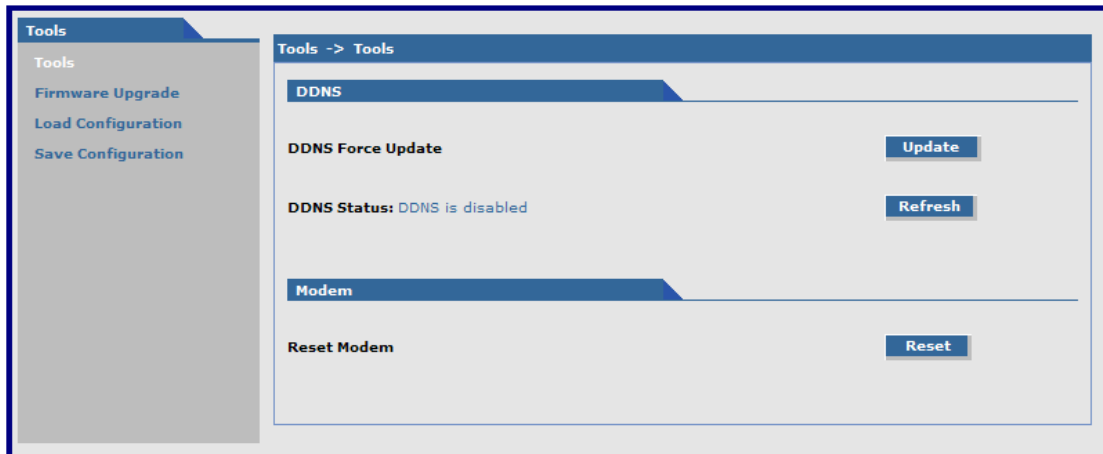 Tools
Tools
Firmware Upgrade
Load Configuration
Save Configuration
Tools -> Tools
DDNS
DDNS Force Update Update
DDNS Status: DDNS is disabled Refresh
Modem
Reset Modem Reset